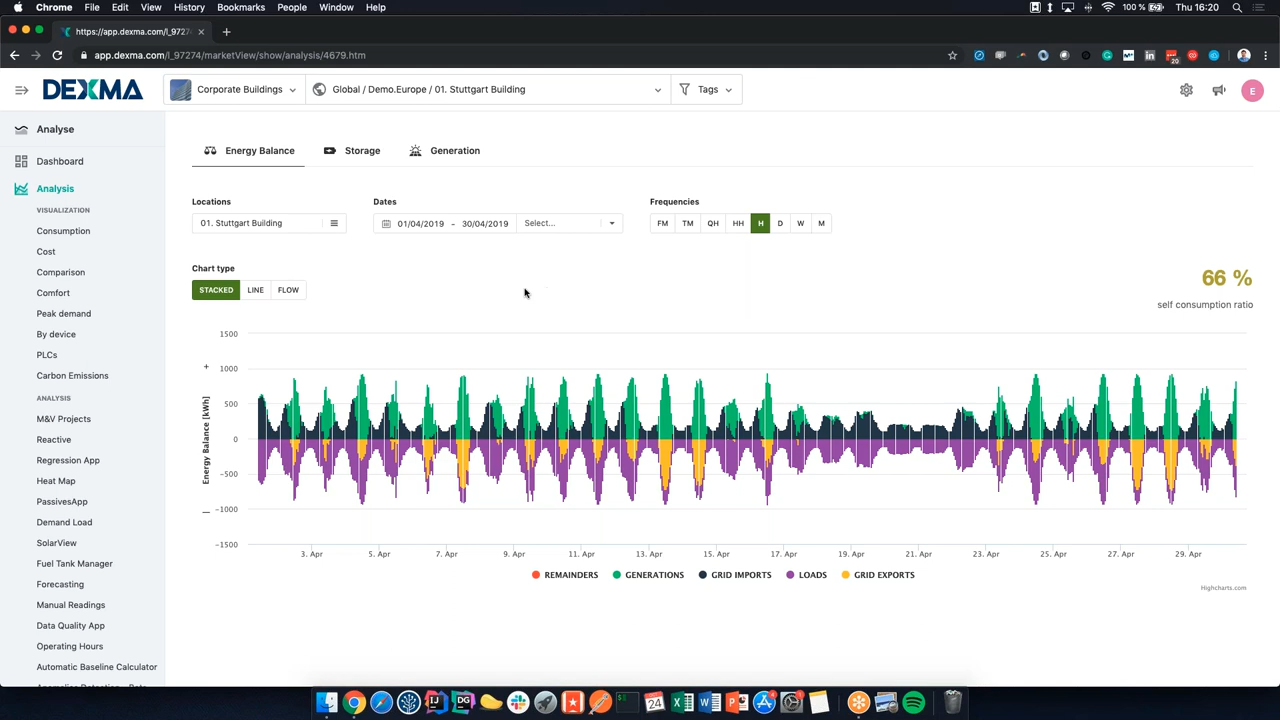 Chrome File Edit View History Bookmarks People Window Help 100 % Thu 16:20
https://app.dexma.com/l_9727
app.dexma.com/l_97274/marketView/show/analysis/4679.htm
20
DEXMA Corporate Buildings Global / Demo.Europe / 01. Stuttgart Building Tags E
Analyse
Dashboard
Analysis
VISUALIZATION
Consumption
Cost
Comparison
Comfort
Peak demand
By device
PLCs
Carbon Emissions
ANALYSIS
M&V Projects
Reactive
Regression App
Heat Map
PassivesApp
Demand Load
SolarView
Fuel Tank Manager
Forecasting
Manual Readings
Data Quality App
Operating Hours
Automatic Baseline Calculator
Energy Balance Storage Generation
Locations Dates Frequencies
01. Stuttgart Building 01/04/2019 - 30/04/2019 Select... FM TM QH HH H D W M
Chart type
STACKED LINE FLOW
66 %
self consumption ratio
Energy Balance [kWh]
+
—
1500
1000
500
0
-500
-1000
-1500
3. Apr 5. Apr 7. Apr 9. Apr 11. Apr 13. Apr 15. Apr 17. Apr 19. Apr 21. Apr 23. Apr 25. Apr 27. Apr 29. Apr
REMAINDERS GENERATIONS GRID IMPORTS LOADS GRID EXPORTS
Highcharts.com
24